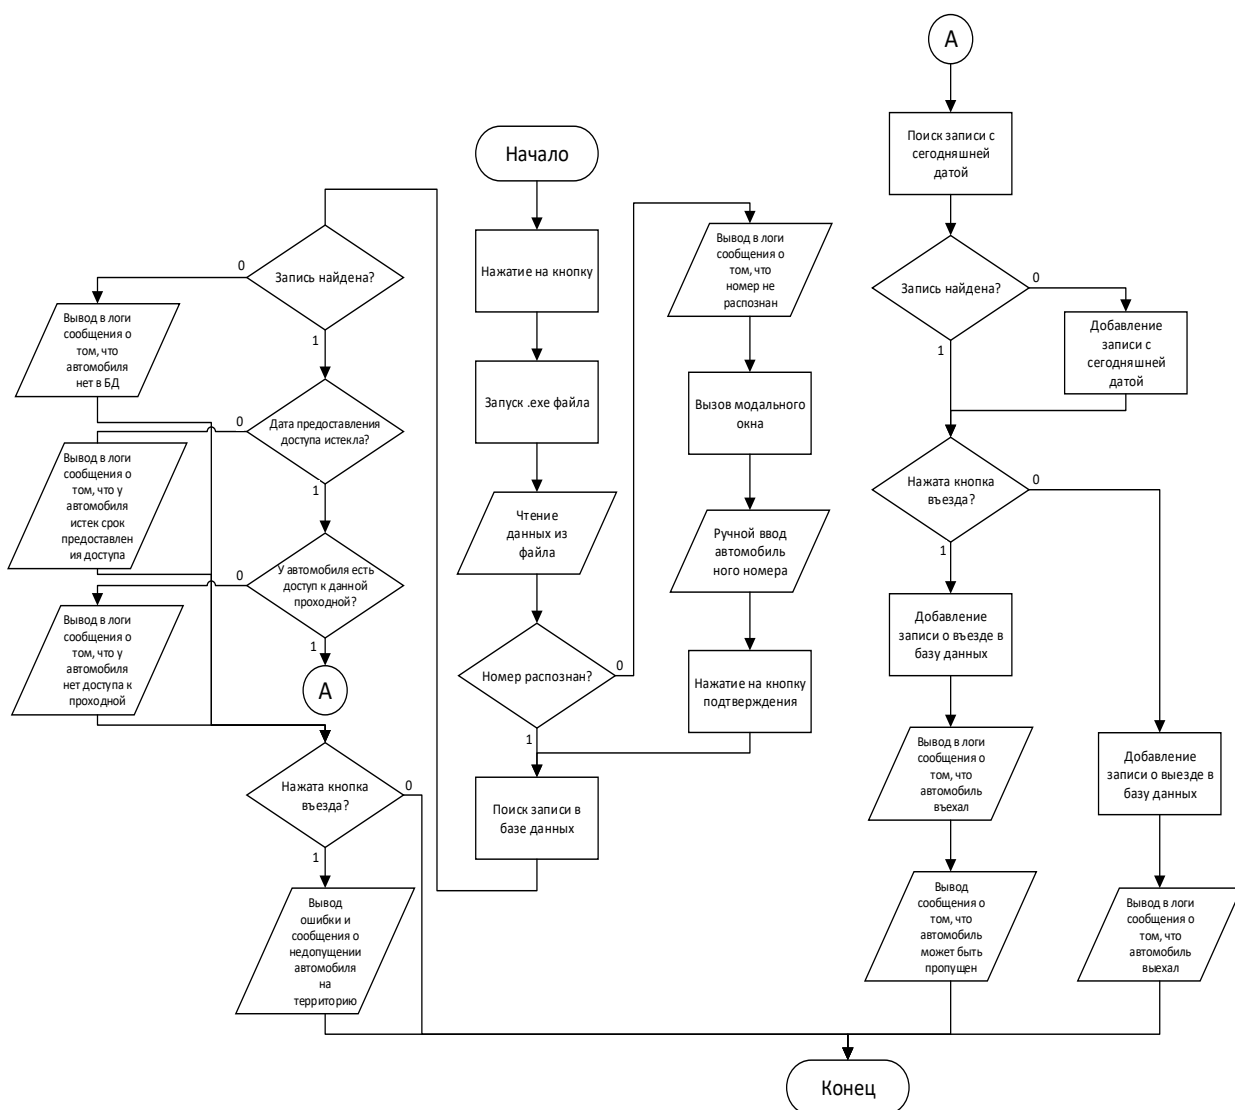 Начало
Нажатие на кнопку
Запуск .exe файла
Чтение
данных из
файла
Номер распознан?
0
1
Поиск записи в
базе данных
Вывод в логи
сообщения о
том, что
номер не
распознан
Вызов модального
окна
Ручной ввод
автомобиль
ного номера
Нажатие на кнопку
подтверждения
Запись найдена?
0
1
Вывод в логи
сообщения о
том, что
автомобиля
нет в БД
Дата предоставления
доступа истекла?
0
1
Вывод в логи
сообщения о
том, что у
автомобиля
истек срок
предоставлен
ия доступа
У автомобиля есть
доступ к данной
проходной?
0
1
Вывод в логи
сообщения о
том, что у
автомобиля
нет доступа к
проходной
А
Нажата кнопка
въезда?
0
1
Вывод
ошибки и
сообщения о
недопущении
автомобиля
на
территорию
А
Поиск записи с
сегодняшней
датой
Запись найдена?
0
1
Добавление
записи с
сегодняшней
датой
Нажата кнопка
въезда?
0
1
Добавление
записи о въезде в
базу данных
Вывод в логи
сообщения о
том, что
автомобиль
въехал
Вывод
сообщения о
том, что
автомобиль
может быть
пропущен
Добавление
записи о выезде в
базу данных
Вывод в логи
сообщения о
том, что
автомобиль
выехал
Конец